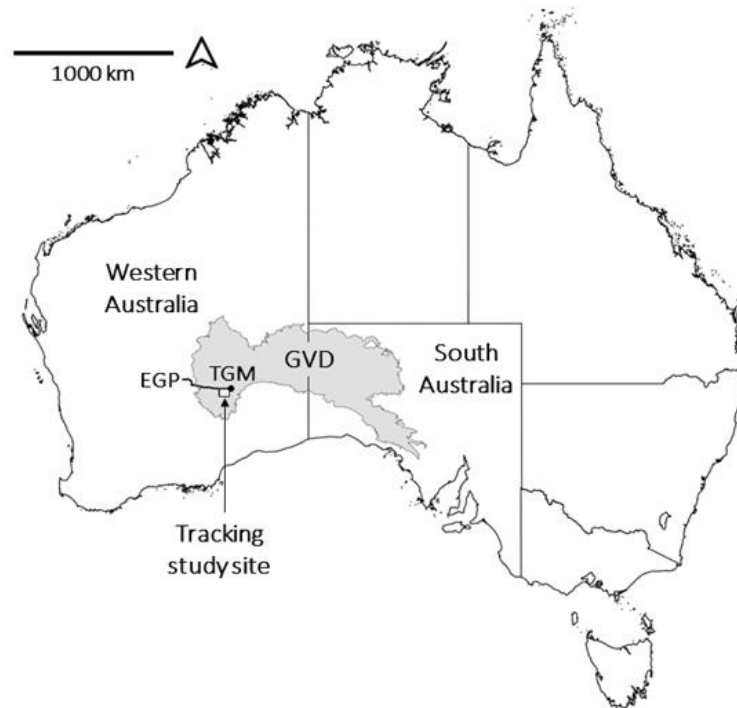 1000 km
Western
Australia
GVD
South
Australia
TGM
EGP
Tracking
study site